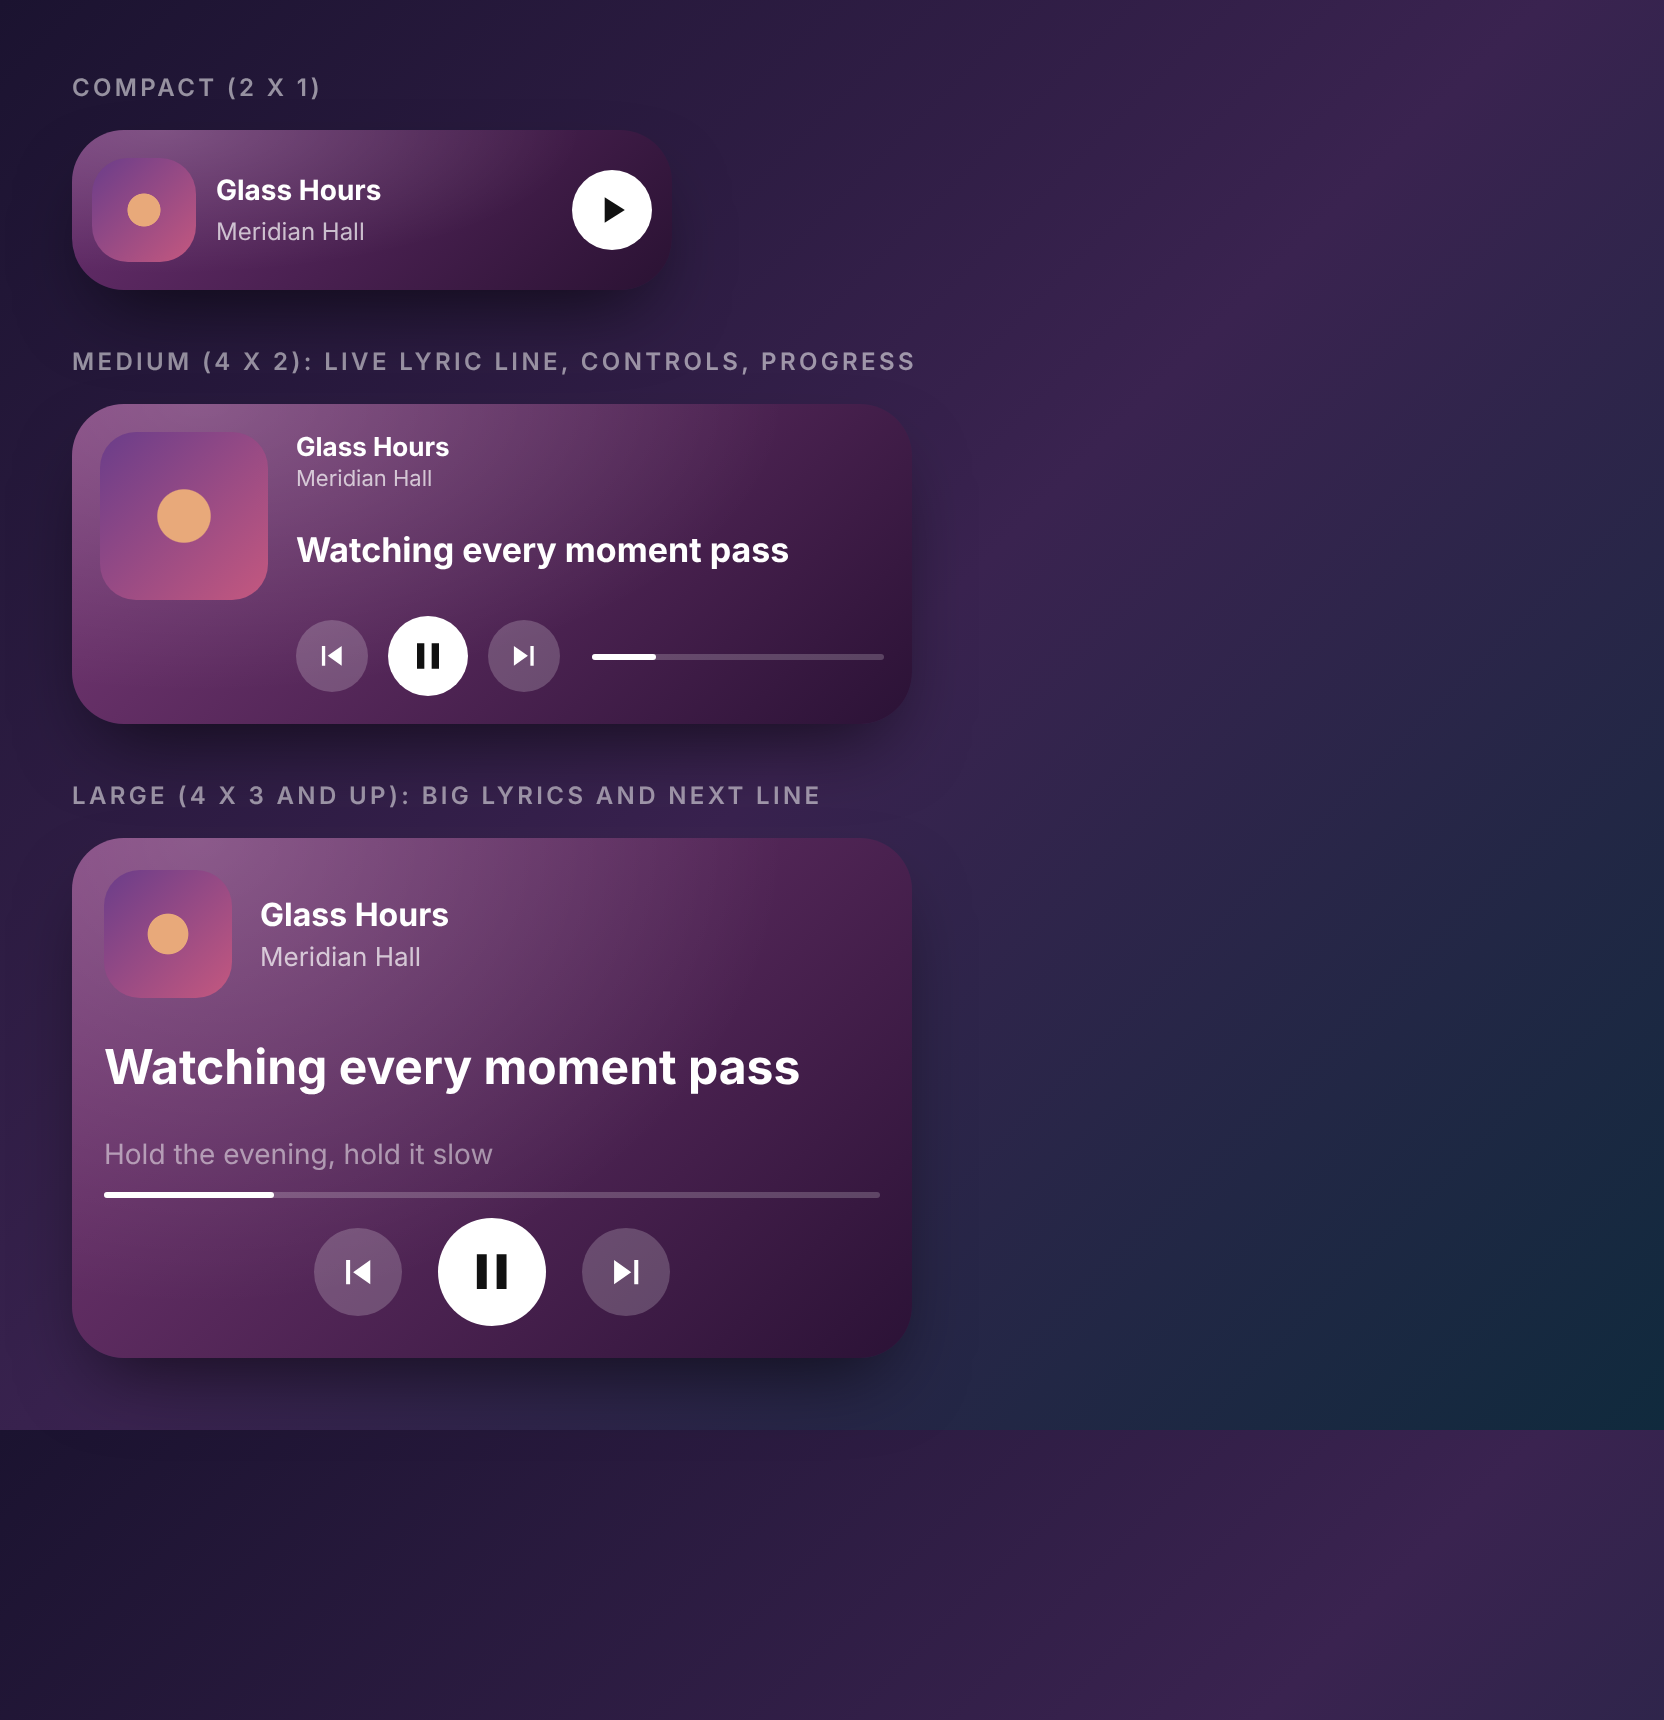 COMPACT (2 X 1)
Glass Hours
Meridian Hall
MEDIUM (4 X 2): LIVE LYRIC LINE, CONTROLS, PROGRESS
Glass Hours
Meridian Hall
Watching every moment pass
LARGE (4 X 3 AND UP): BIG LYRICS AND NEXT LINE
Glass Hours
Meridian Hall
Watching every moment pass
Hold the evening, hold it slow